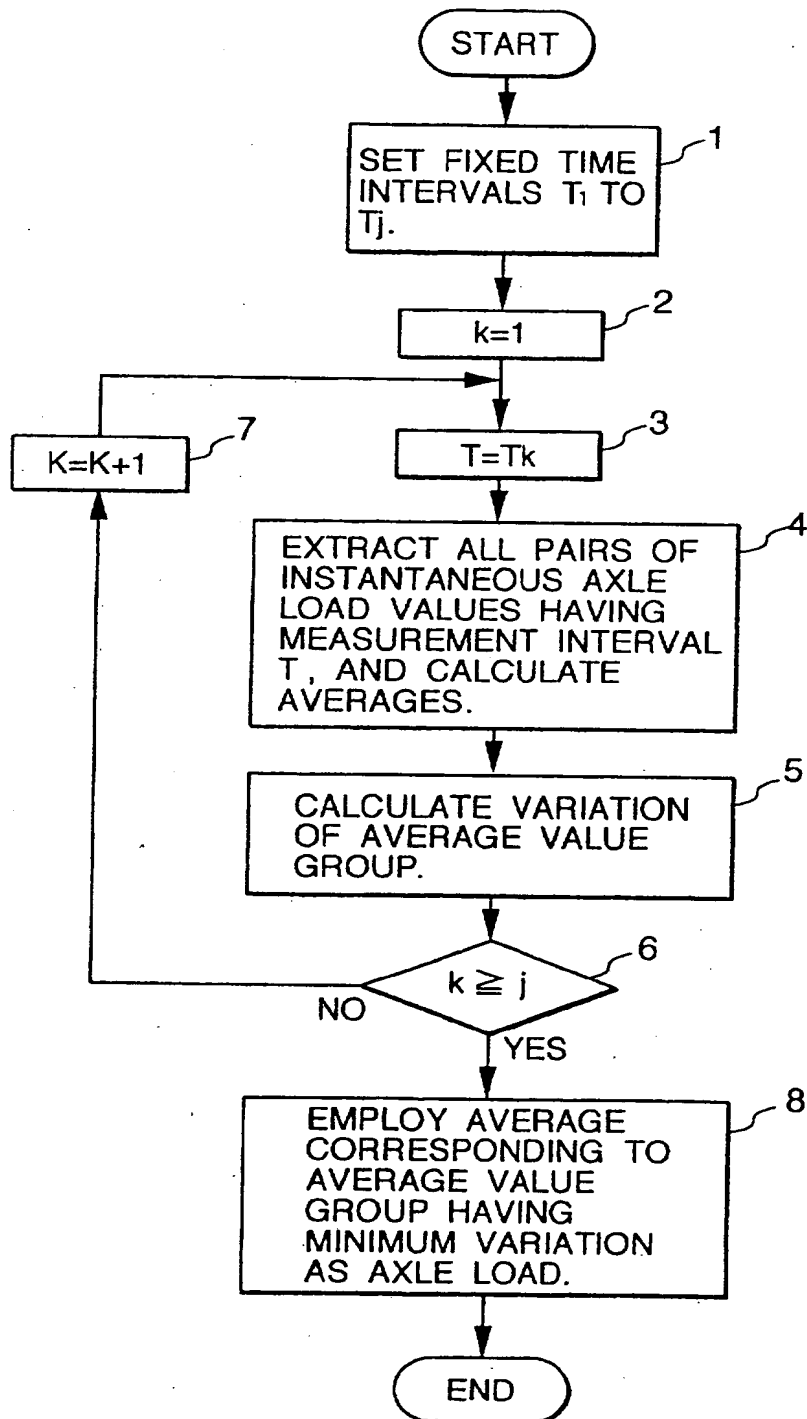 START
1
SET FIXED TIME
INTERVALS T1 TO
Tj.
2
k=1
3
T=Tk
7
K=K+1
4
EXTRACT ALL PAIRS OF
INSTANTANEOUS AXLE
LOAD VALUES HAVING
MEASUREMENT INTERVAL
T, AND CALCULATE
AVERAGES.
5
CALCULATE VARIATION
OF AVERAGE VALUE
GROUP.
6
k ≧ j
NO
YES
8
EMPLOY AVERAGE
CORRESPONDING TO
AVERAGE VALUE
GROUP HAVING
MINIMUM VARIATION
AS AXLE LOAD.
END